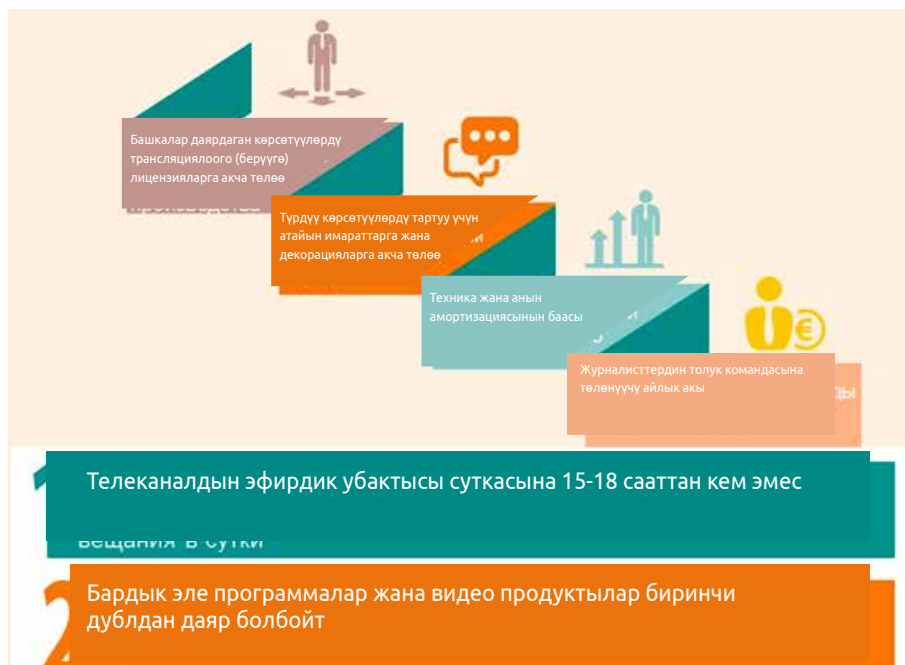 Башкалар даярдаган көрсөтүүлөрдү
трансляциялоого (берүүгө)
лицензияларга акча төлөө
Түрдүү көрсөтүүлөрдү тартуу үчүн
атайын имараттарга жана
декорацияларга акча төлөө
Техника жана анын
амортизациясынын баасы
Журналисттердин толук командасына
төлөнүүчү айлык акы
Телеканалдын эфирдик убактысы суткасына 15-18 сааттан кем эмес
вещания в сутки
2
Бардык эле программалар жана видео продуктылар биринчи
дублдан даяр болбойт